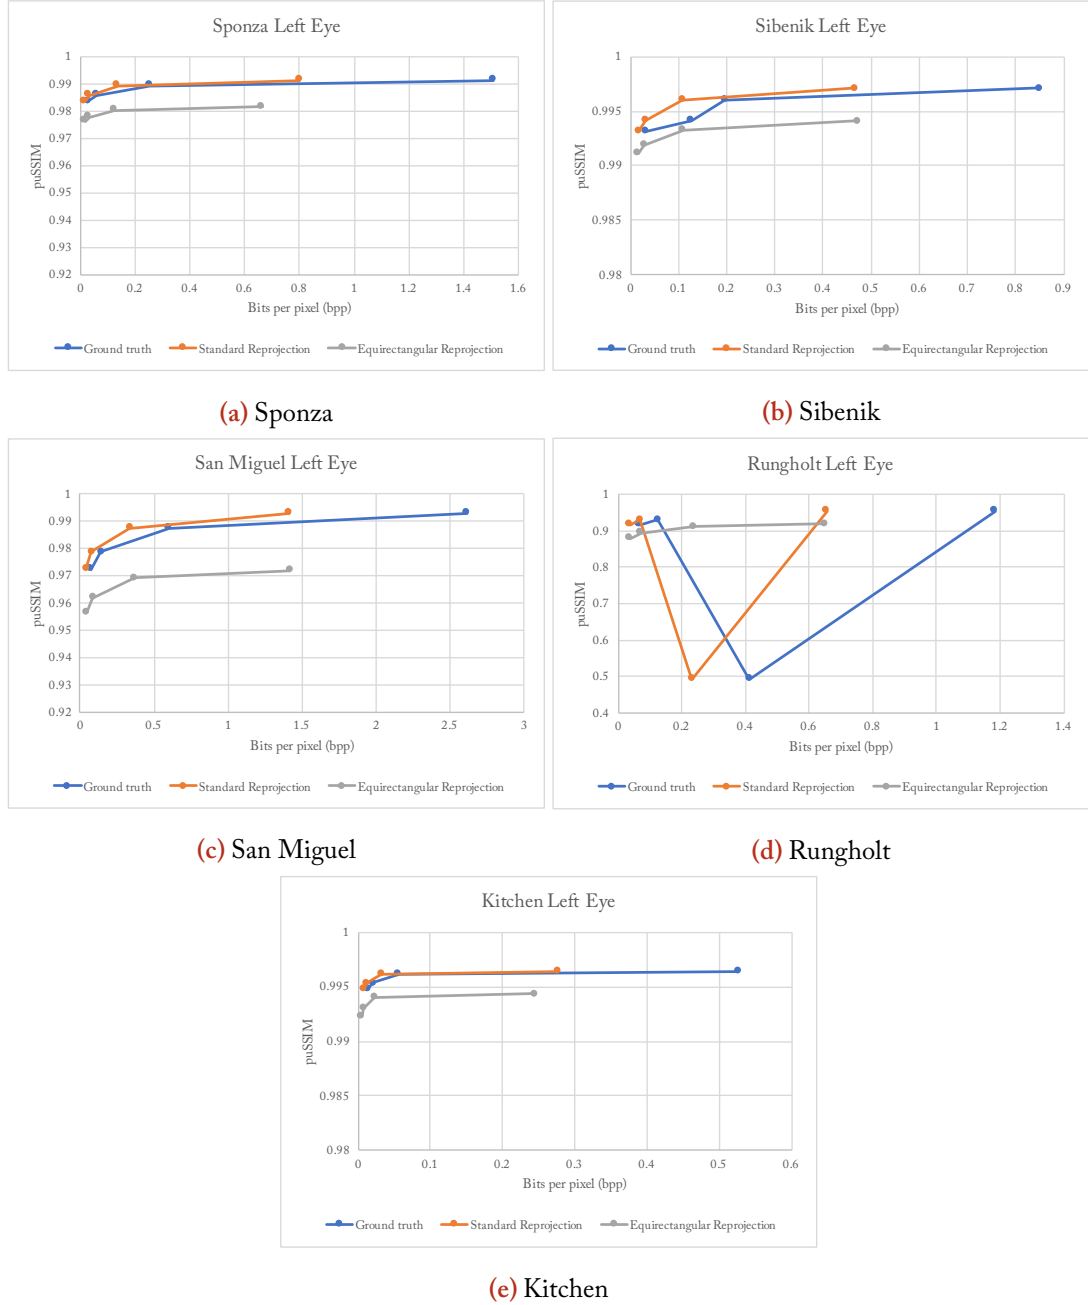 Sponza Left Eye
1
0.99
0.98
0.97
0.96
0.95
0.94
0.93
0.92
puSSIM
0 0.2 0.4 0.6 0.8 1 1.2 1.4 1.6
Bits per pixel (bpp)
Ground truth Standard Reprojection Equirectangular Reprojection
(a) Sponza
Sibenik Left Eye
1
0.995
0.99
0.985
0.98
puSSIM
0 0.1 0.2 0.3 0.4 0.5 0.6 0.7 0.8 0.9
Bits per pixel (bpp)
Ground truth Standard Reprojection Equirectangular Reprojection
(b) Sibenik
San Miguel Left Eye
1
0.99
0.98
0.97
0.96
0.95
0.94
0.93
0.92
puSSIM
0 0.5 1 1.5 2 2.5 3
Bits per pixel (bpp)
Ground truth Standard Reprojection Equirectangular Reprojection
(c) San Miguel
Rungholt Left Eye
1
0.9
0.8
0.7
0.6
0.5
0.4
puSSIM
0 0.2 0.4 0.6 0.8 1 1.2 1.4
Bits per pixel (bpp)
Ground truth Standard Reprojection Equirectangular Reprojection
(d) Rungholt
Kitchen Left Eye
1
0.995
0.99
0.985
0.98
puSSIM
0 0.1 0.2 0.3 0.4 0.5 0.6
Bits per pixel (bpp)
Ground truth Standard Reprojection Equirectangular Reprojection
(e) Kitchen